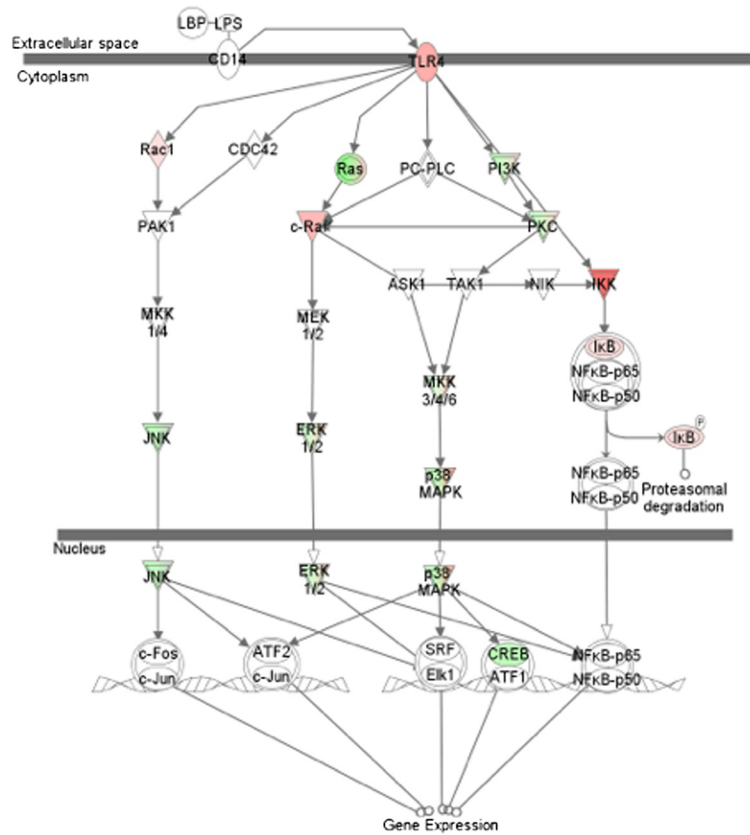 LBP LPS
Extracellular space
CD14 TLR4
Cytoplasm
Rac1 CDC42 Ras PC-PLC PI3K
PAK1 c-Raf PKC
ASK1 TAK1 NIK IKK
MKK
1/4
MEK
1/2
IκB
NFκB-p65
NFκB-p50
MKK
3/4/6
JNK
ERK
1/2
P
IκB
p38
MAPK
NFκB-p65
NFκB-p50
Proteasomal
degradation
Nucleus
JNK
ERK
1/2
p38
MAPK
c-Fos
c-Jun
ATF2
c-Jun
SRF
Elk1
CREB
ATF1
NFκB-p65
NFκB-p50
Gene Expression